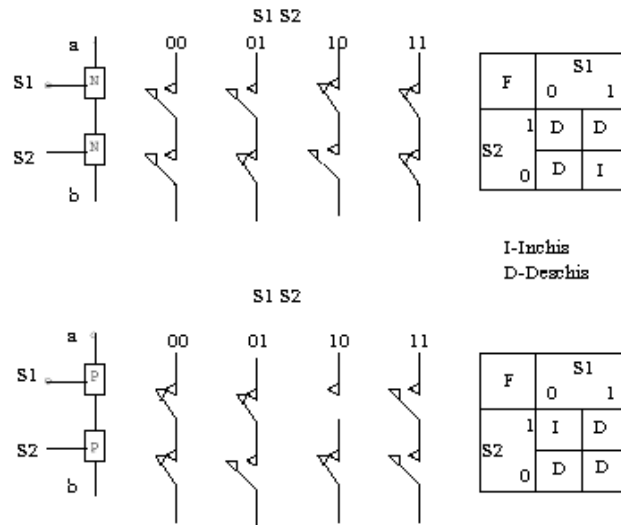 S1 S2
a 00 01 10 11
S1 N
S2 N
b
F S1
0 1
S2 1 D D
0 D I
I-Inchis
D-Deschis
S1 S2
a 00 01 10 11
S1 P
S2 P
b
F S1
0 1
S2 1 I D
0 D D